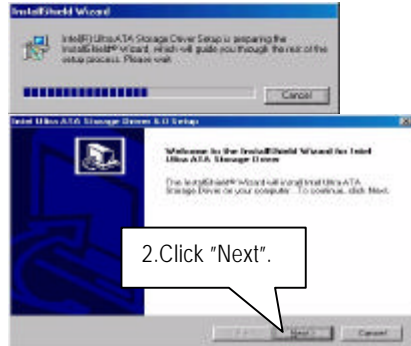 InstallShield Wizard
Intel(R) Ultra ATA Storage Driver Setup is preparing the
InstallShield® Wizard, which will guide you through the rest of the
setup process. Please wait.
Cancel
Intel Ultra ATA Storage Driver 6.0 Setup
Welcome to the InstallShield Wizard for Intel
Ultra ATA Storage Driver
The InstallShield® Wizard will install Intel Ultra ATA
Storage Driver on your computer. To continue, click Next.
2.Click "Next".
Next >
Cancel